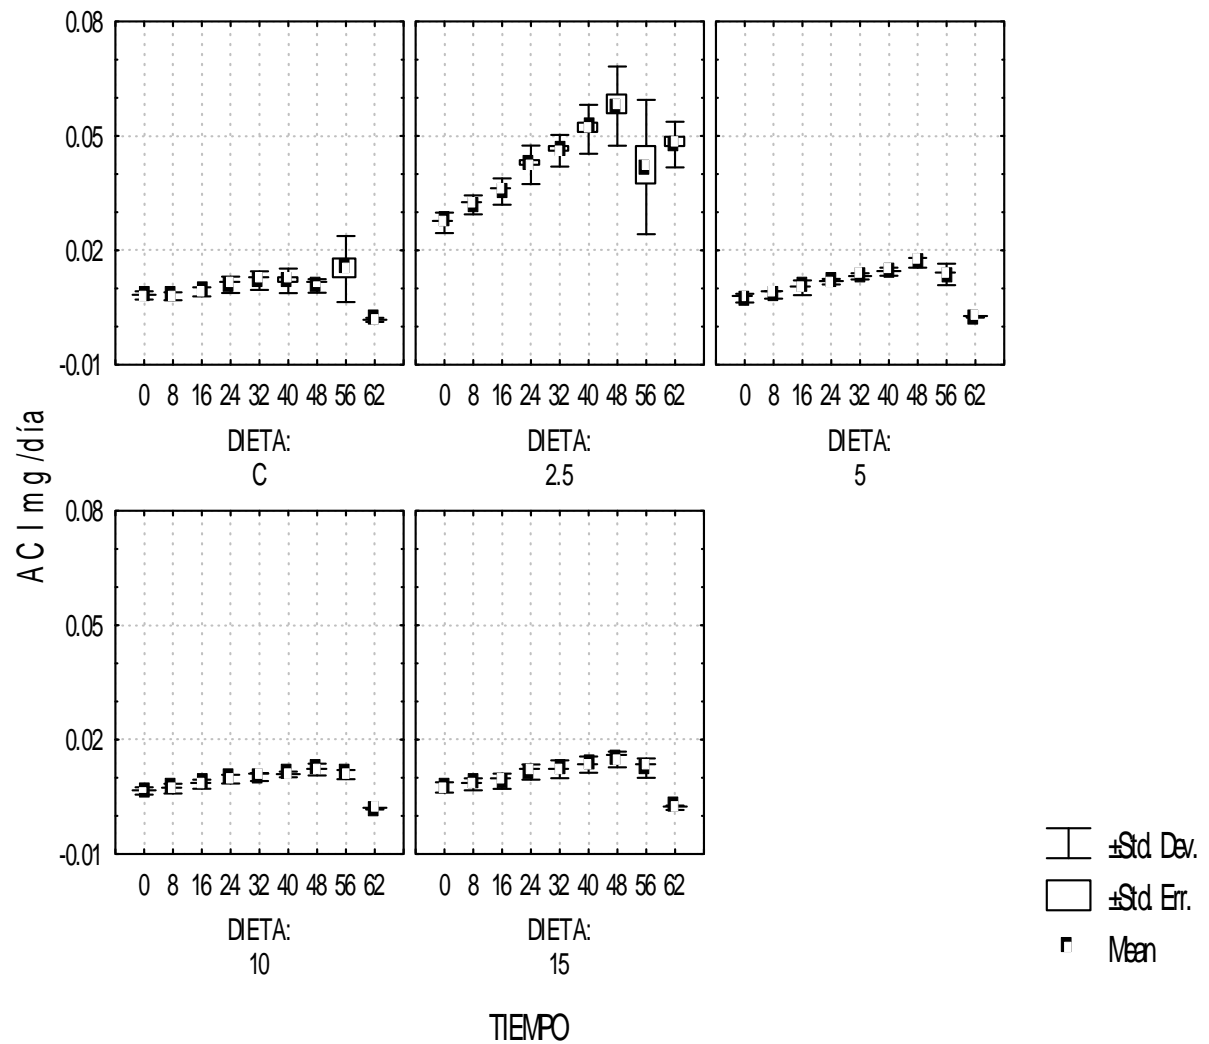 0.08
0.05
0.02
-0.01
0 8 16 24 32 40 48 56 62
DIETA:
C
0 8 16 24 32 40 48 56 62
DIETA:
2.5
0 8 16 24 32 40 48 56 62
DIETA:
5
ACI mg/día
0.08
0.05
0.02
-0.01
0 8 16 24 32 40 48 56 62
DIETA:
10
0 8 16 24 32 40 48 56 62
DIETA:
15
±Std. Dev.
±Std. Err.
Mean
TIEMPO